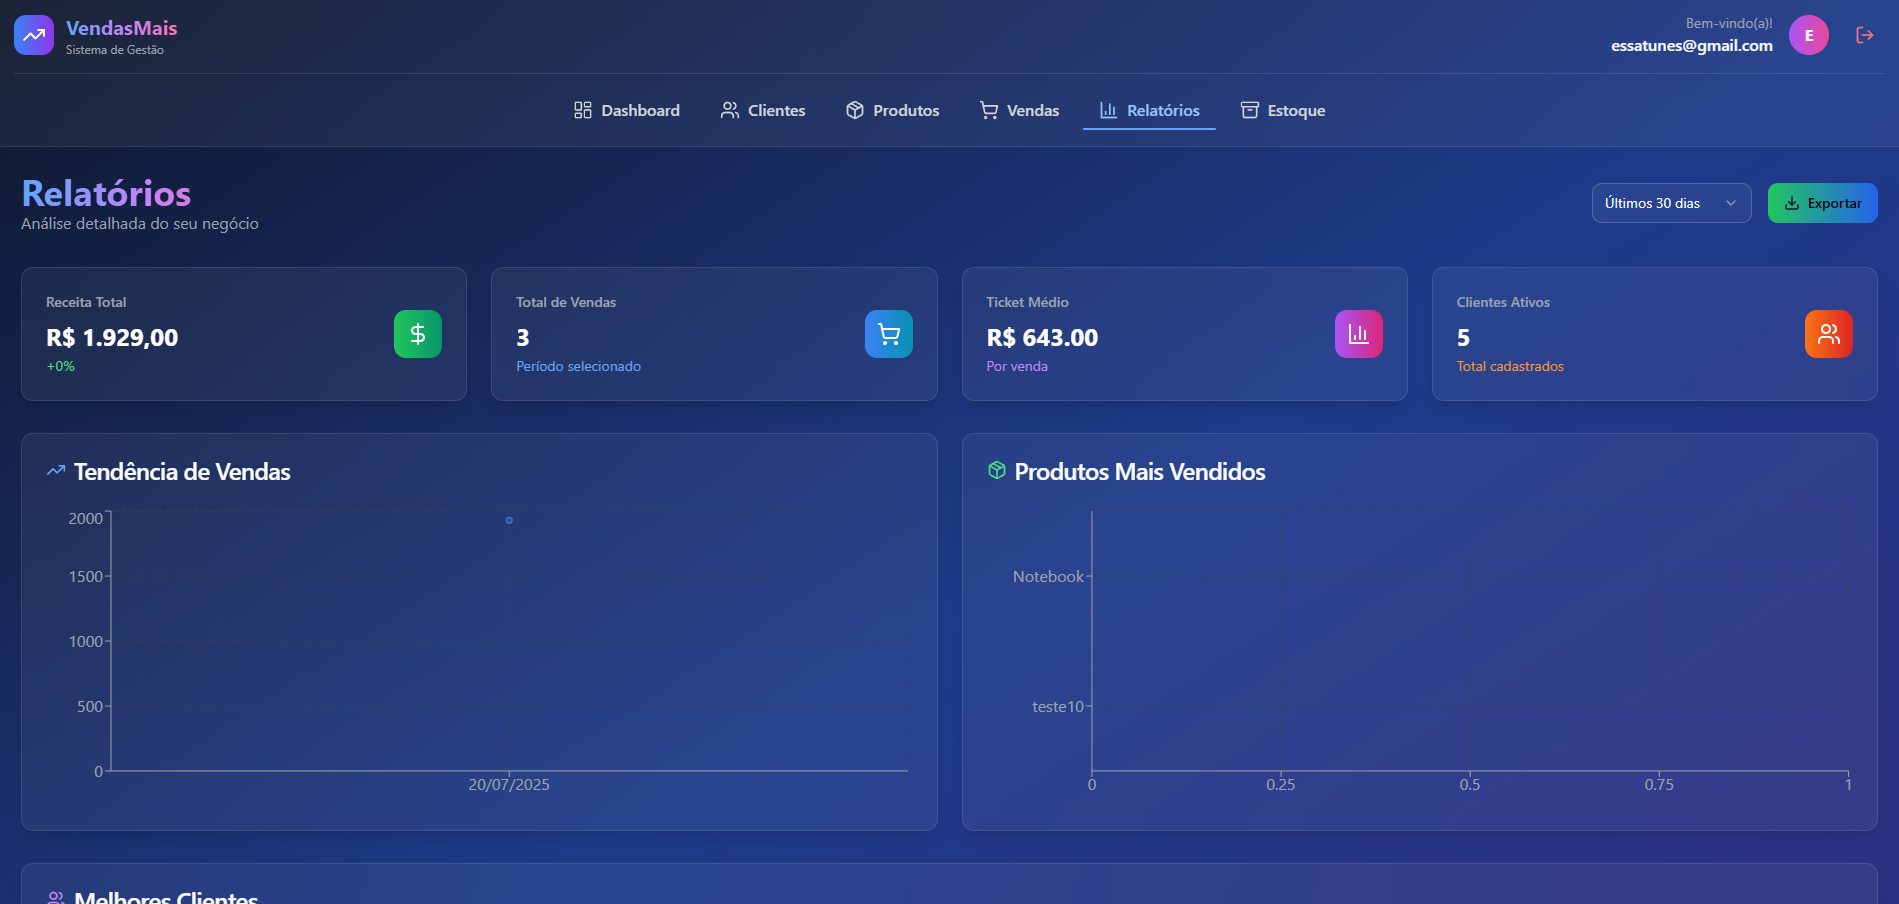 VendasMais
Sistema de Gestão
Bem-vindo(a)!
essatunes@gmail.com
E
Dashboard
Clientes
Produtos
Vendas
Relatórios
Estoque
Relatórios
Análise detalhada do seu negócio
Últimos 30 dias
Exportar
Receita Total
R$ 1.929,00
+0%
Total de Vendas
3
Período selecionado
Ticket Médio
R$ 643.00
Por venda
Clientes Ativos
5
Total cadastrados
Tendência de Vendas
2000
1500
1000
500
0
20/07/2025
Produtos Mais Vendidos
Notebook
teste10
0
0.25
0.5
0.75
1
Melhores Clientes